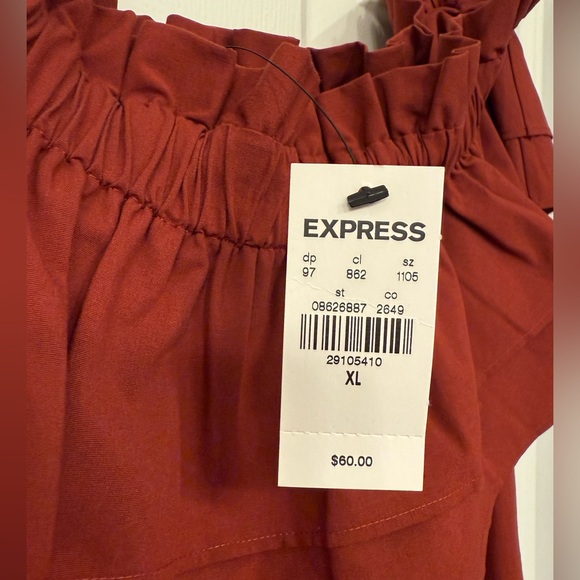 EXPRESS
dp cl sz
97 862 1105
st co
08626887 2649
29105410
XL
$60.00